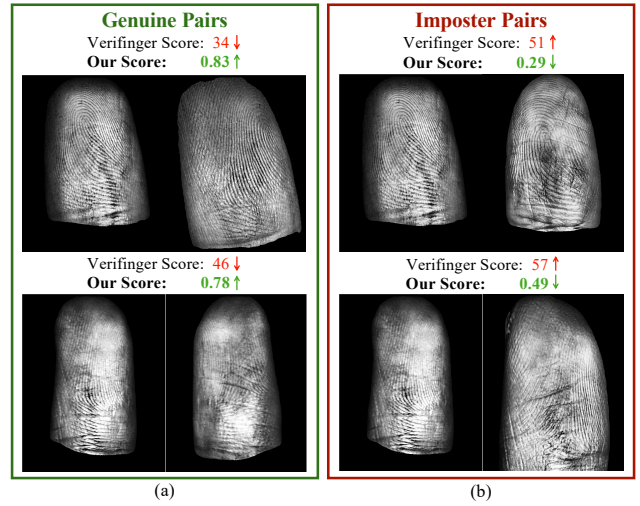 Genuine Pairs
Verifinger Score: 34 ↓
Our Score: 0.83 ↑
Verifinger Score: 46 ↓
Our Score: 0.78 ↑
(a)
Imposter Pairs
Verifinger Score: 51 ↑
Our Score: 0.29 ↓
Verifinger Score: 57 ↑
Our Score: 0.49 ↓
(b)